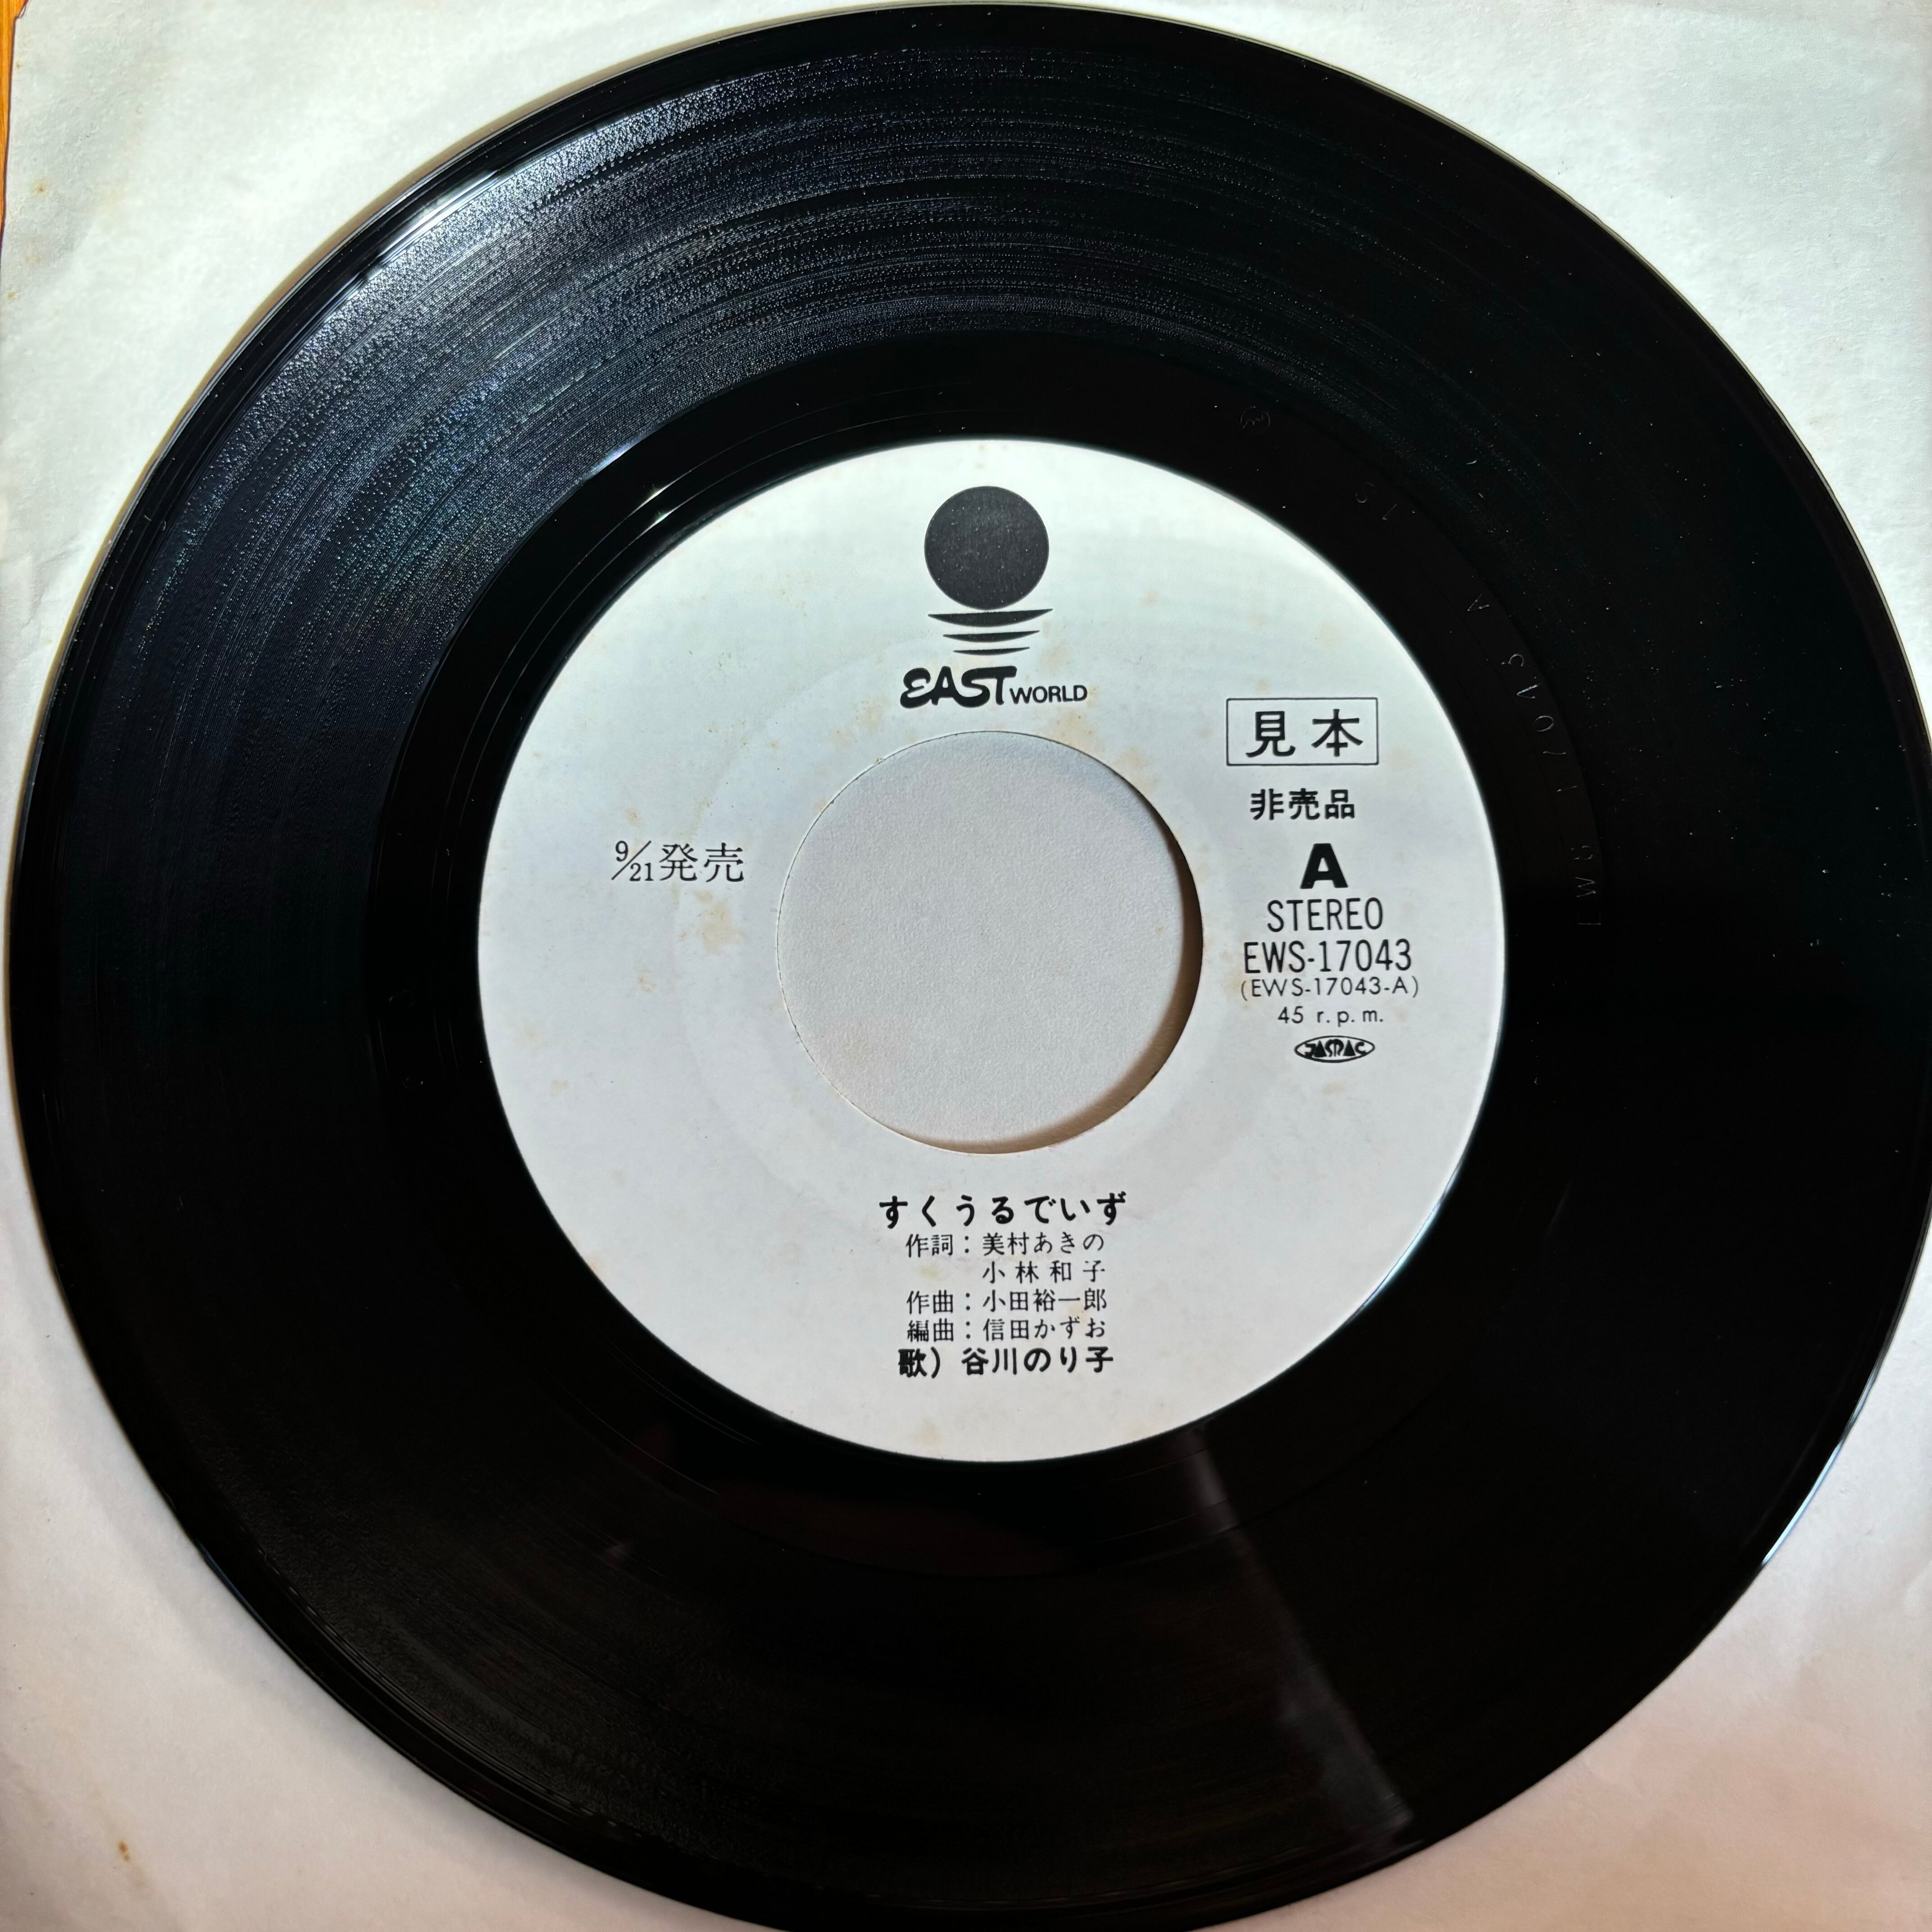 EAST WORLD
見本
非売品
9/21発売
A
STEREO
EWS-17043
(EWS-17043-A)
45 r.p.m.
JASRAC
すくうるでいず
作詞：美村あきの
小林和子
作曲：小田裕一郎
編曲：信田かずお
歌）谷川のり子